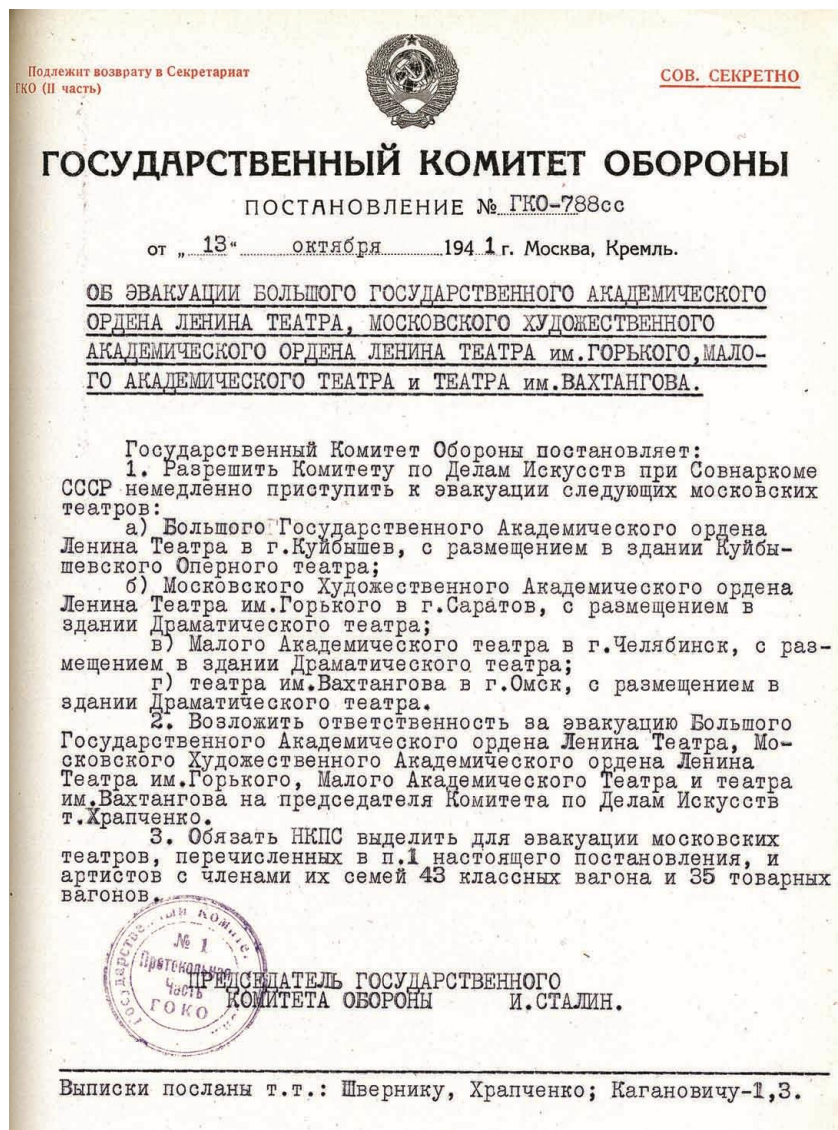 Подлежит возврату в Секретариат
ГКО (II часть)
СОВ. СЕКРЕТНО
ГОСУДАРСТВЕННЫЙ КОМИТЕТ ОБОРОНЫ
ПОСТАНОВЛЕНИЕ № ГКО-788сс
от „ 13 " октября 194 1 г. Москва, Кремль.
ОБ ЭВАКУАЦИИ БОЛЬШОГО ГОСУДАРСТВЕННОГО АКАДЕМИЧЕСКОГО
ОРДЕНА ЛЕНИНА ТЕАТРА, МОСКОВСКОГО ХУДОЖЕСТВЕННОГО
АКАДЕМИЧЕСКОГО ОРДЕНА ЛЕНИНА ТЕАТРА им.ГОРЬКОГО,МАЛО-
ГО АКАДЕМИЧЕСКОГО ТЕАТРА и ТЕАТРА им.ВАХТАНГОВА.
Государственный Комитет Обороны постановляет:
1. Разрешить Комитету по Делам Искусств при Совнаркоме
СССР немедленно приступить к эвакуации следующих московских
театров:
а) Большого Государственного Академического ордена
Ленина Театра в г.Куйбышев, с размещением в здании Куйбы-
шевского Оперного театра;
б) Московского Художественного Академического ордена
Ленина Театра им.Горького в г.Саратов, с размещением в
здании Драматического театра;
в) Малого Академического театра в г.Челябинск, с раз-
мещением в здании Драматического театра;
г) театра им.Вахтангова в г.Омск, с размещением в
здании Драматического театра.
2. Возложить ответственность за эвакуацию Большого
Государственного Академического ордена Ленина Театра, Мо-
сковского Художественного Академического ордена Ленина
Театра им.Горького, Малого Академического Театра и театра
им.Вахтангова на председателя Комитета по Делам Искусств
т.Храпченко.
3. Обязать НКПС выделить для эвакуации московских
театров, перечисленных в п.1 настоящего постановления, и
артистов с членами их семей 43 классных вагона и 35 товарных
вагонов.
№ 1
Протокольная
часть
ГОКО
ПРЕДСЕДАТЕЛЬ ГОСУДАРСТВЕННОГО
КОМИТЕТА ОБОРОНЫ И.СТАЛИН.
Выписки посланы т.т.: Швернику, Храпченко; Кагановичу-1,3.